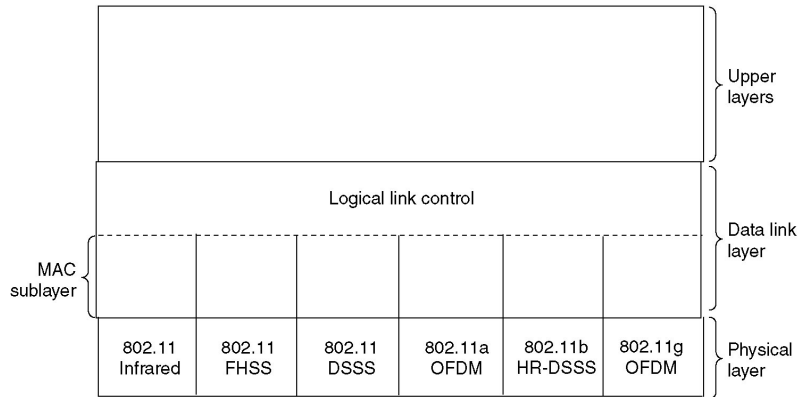 Upper
layers
Logical link control
Data link
layer
MAC
sublayer
802.11
Infrared
802.11
FHSS
802.11
DSSS
802.11a
OFDM
802.11b
HR-DSSS
802.11g
OFDM
Physical
layer